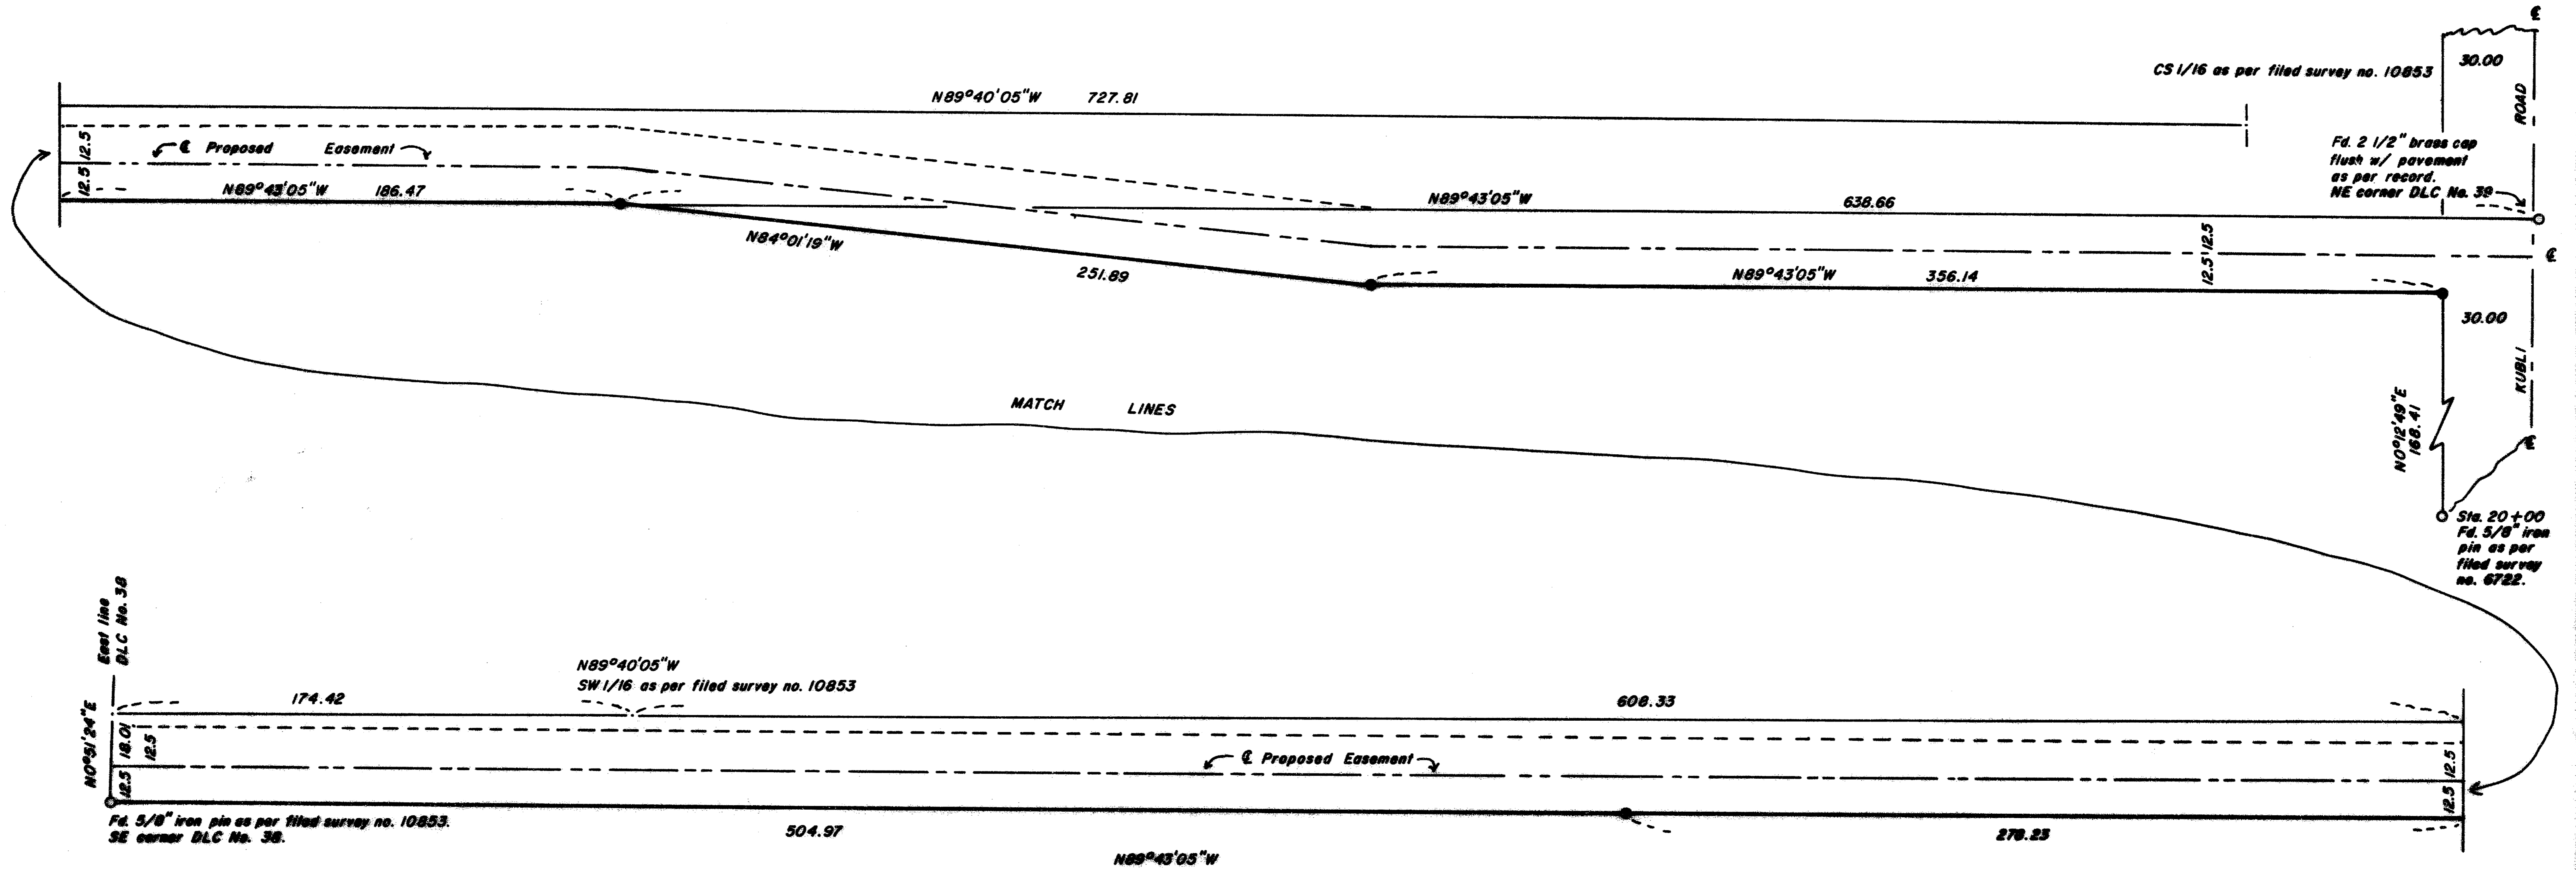 ℄
30.00
CS 1/16 as per filed survey no. 10853
N89°40'05"W 727.81
ROAD
Fd. 2 1/2" brass cap
flush w/ pavement
as per record.
NE corner DLC No. 39
12.5
12.5
℄ Proposed Easement
N89°43'05"W 186.47
N89°43'05"W 638.66
N84°01'19"W
251.89
12.5' 12.5
℄
N89°43'05"W 356.14
30.00
KUBLI
MATCH LINES
N0°12'49"E
168.41
℄
Sta. 20+00
Fd. 5/8" iron
pin as per
filed survey
no. 6722.
East line
DLC No. 38
N89°40'05"W
SW 1/16 as per filed survey no. 10853
174.42
608.33
N0°51'24"E
18.01
12.5
12.5
℄ Proposed Easement
12.5
12.5
Fd. 5/8" iron pin as per filed survey no. 10853.
SE corner DLC No. 38.
504.97
278.23
N89°43'05"W